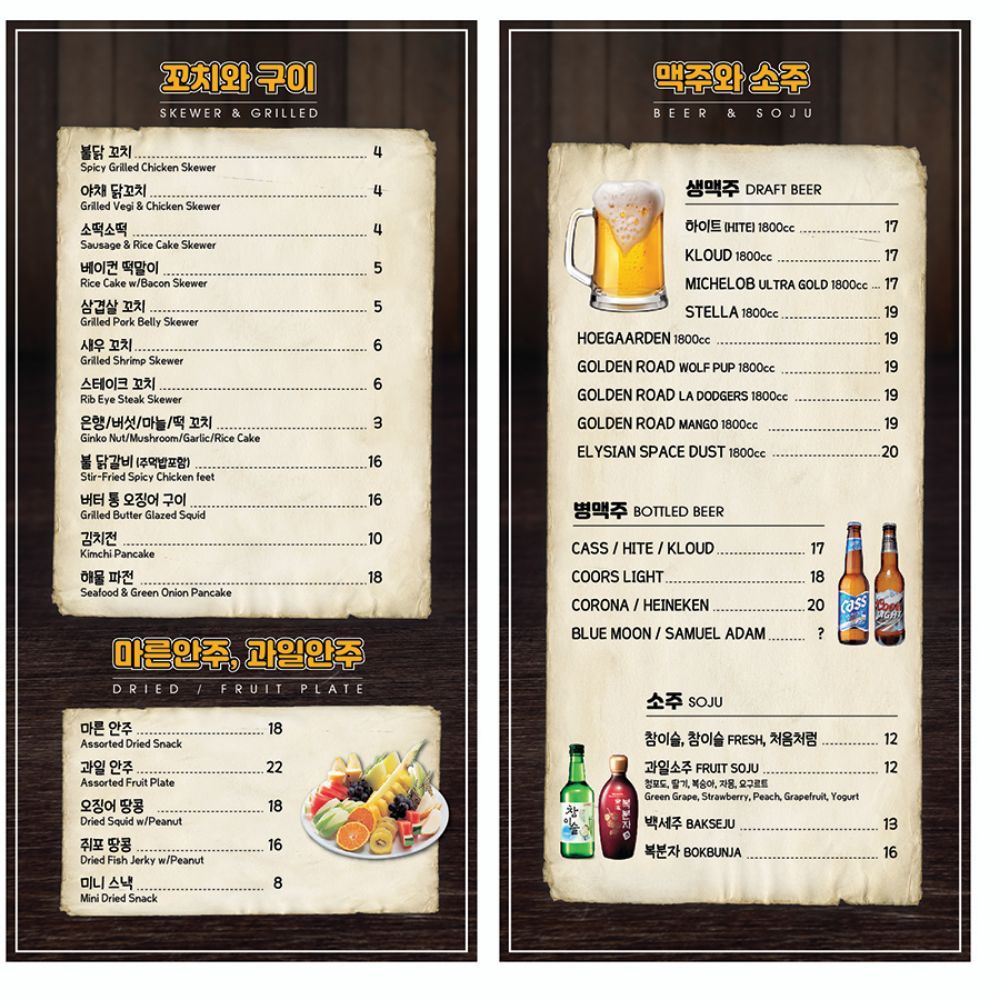 꼬치와 구이
SKEWER & GRILLED
불닭 꼬치 4
Spicy Grilled Chicken Skewer
야채 닭꼬치 4
Grilled Vegi & Chicken Skewer
소떡소떡 4
Sausage & Rice Cake Skewer
베이컨 떡말이 5
Rice Cake w/Bacon Skewer
삼겹살 꼬치 5
Grilled Pork Belly Skewer
새우 꼬치 6
Grilled Shrimp Skewer
스테이크 꼬치 6
Rib Eye Steak Skewer
은행/버섯/마늘/떡 꼬치 3
Ginko Nut/Mushroom/Garlic/Rice Cake
불 닭갈비 (주먹밥포함) 16
Stir-Fried Spicy Chicken feet
버터 통 오징어 구이 16
Grilled Butter Glazed Squid
김치전 10
Kimchi Pancake
해물 파전 18
Seafood & Green Onion Pancake
마른안주, 과일안주
DRIED / FRUIT PLATE
마른 안주 18
Assorted Dried Snack
과일 안주 22
Assorted Fruit Plate
오징어 땅콩 18
Dried Squid w/Peanut
쥐포 땅콩 16
Dried Fish Jerky w/Peanut
미니 스낵 8
Mini Dried Snack
맥주와 소주
BEER & SOJU
생맥주 DRAFT BEER
하이트 (HITE) 1800cc 17
KLOUD 1800cc 17
MICHELOB ULTRA GOLD 1800cc ... 17
STELLA 1800cc 19
HOEGAARDEN 1800cc 19
GOLDEN ROAD WOLF PUP 1800cc 19
GOLDEN ROAD LA DODGERS 1800cc 19
GOLDEN ROAD MANGO 1800cc 19
ELYSIAN SPACE DUST 1800cc 20
병맥주 BOTTLED BEER
CASS / HITE / KLOUD 17
COORS LIGHT 18
CORONA / HEINEKEN 20
BLUE MOON / SAMUEL ADAM ?
cass
Coors
LIGHT
소주 SOJU
참이슬, 참이슬 FRESH, 처음처럼 12
과일소주 FRUIT SOJU 12
청포도, 딸기, 복숭아, 자몽, 요구르트
Green Grape, Strawberry, Peach, Grapefruit, Yogurt
백세주 BAKSEJU 13
복분자 BOKBUNJA 16
참이슬
복분자